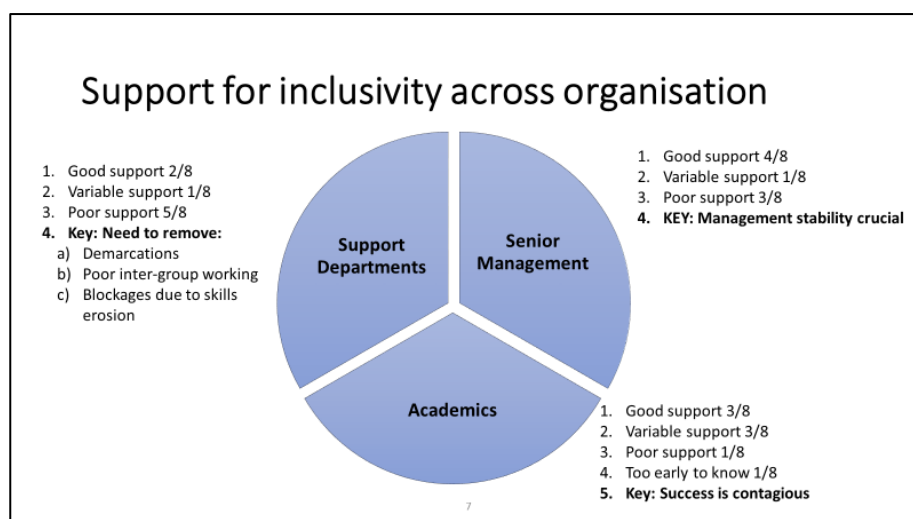 Support for inclusivity across organisation
1. Good support 2/8
2. Variable support 1/8
3. Poor support 5/8
4. Key: Need to remove:
a) Demarcations
b) Poor inter-group working
c) Blockages due to skills
erosion
Support
Departments
Senior
Management
1. Good support 4/8
2. Variable support 1/8
3. Poor support 3/8
4. KEY: Management stability crucial
Academics
1. Good support 3/8
2. Variable support 3/8
3. Poor support 1/8
4. Too early to know 1/8
5. Key: Success is contagious
7